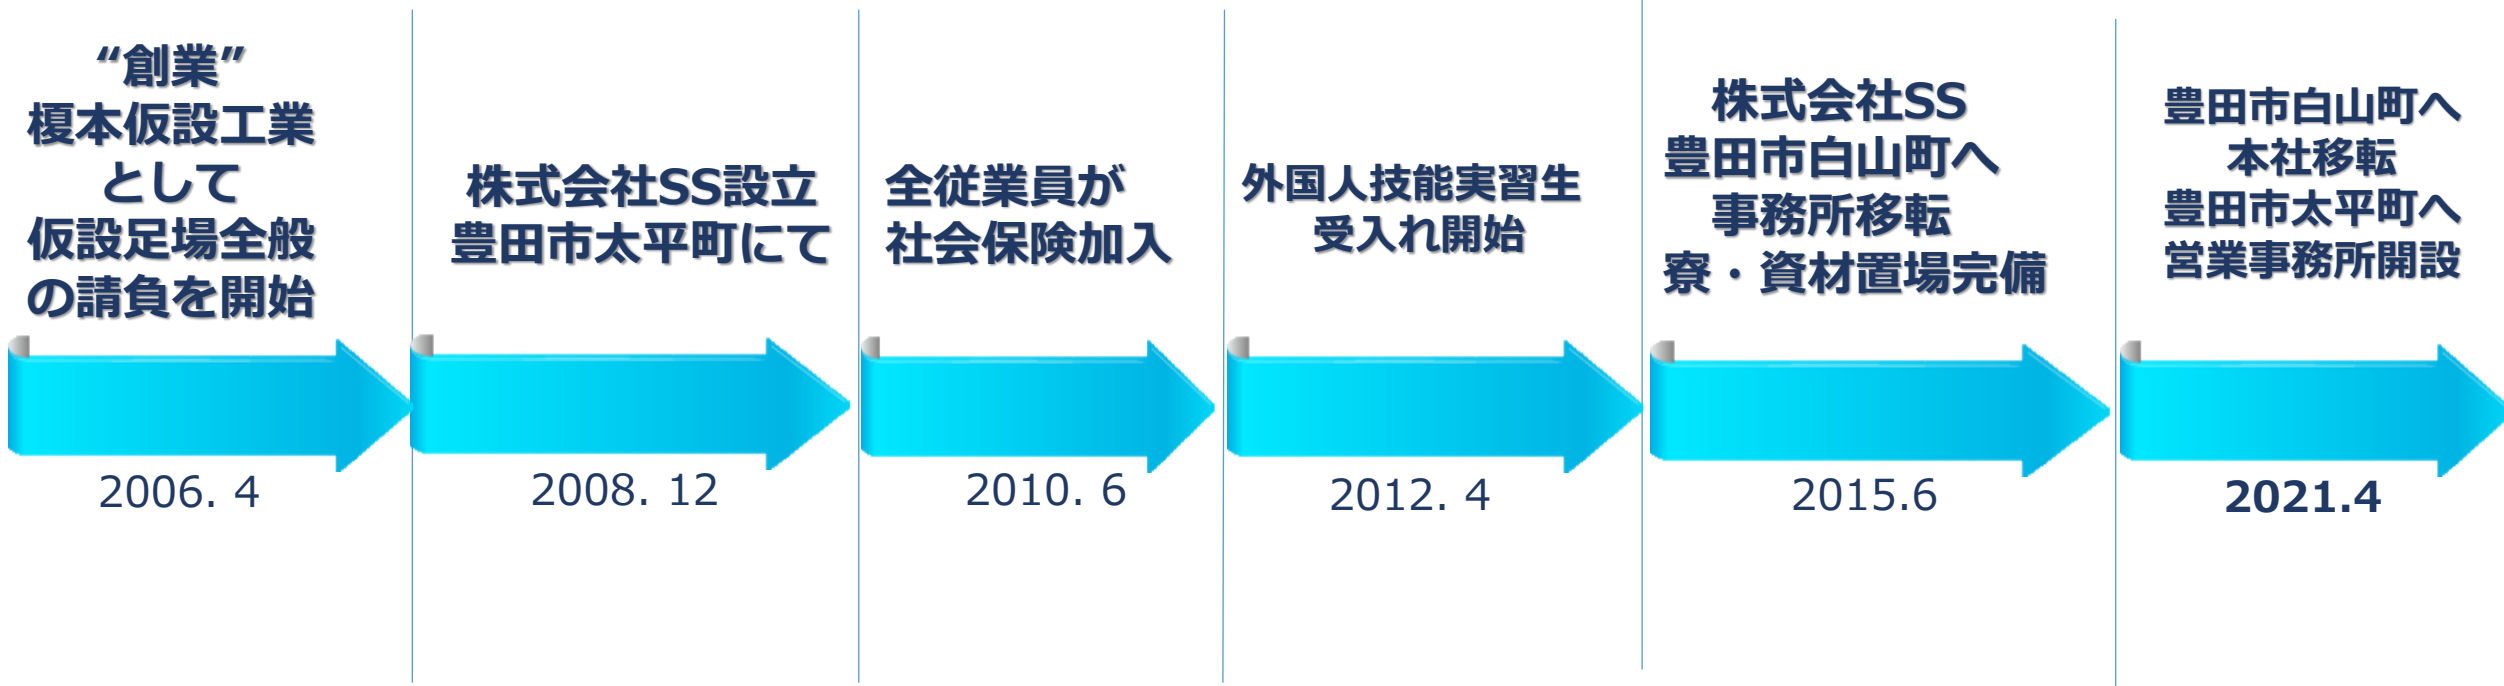 “創業”
榎本仮設工業
として
仮設足場全般
の請負を開始
2006. 4
株式会社SS設立
豊田市太平町にて
2008. 12
全従業員が
社会保険加入
2010. 6
外国人技能実習生
受入れ開始
2012. 4
株式会社SS
豊田市白山町へ
事務所移転
寮・資材置場完備
2015.6
豊田市白山町へ
本社移転
豊田市太平町へ
営業事務所開設
2021.4